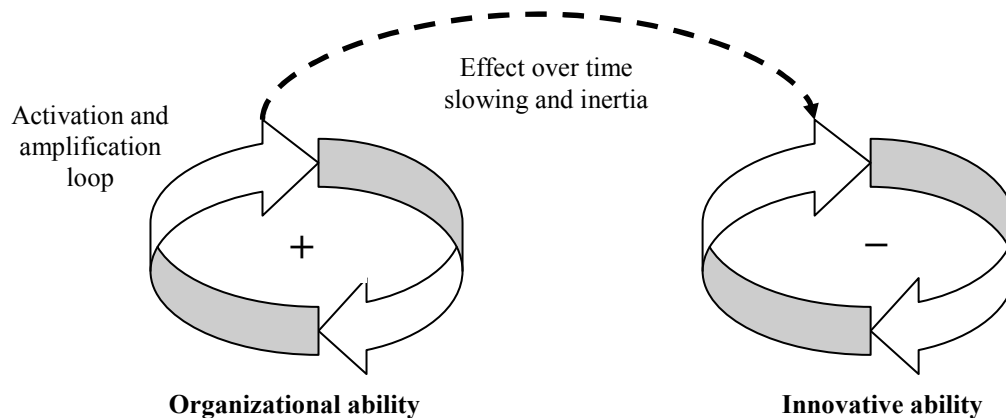 Effect over time
slowing and inertia
Activation and
amplification
loop
+
−
Organizational ability
Innovative ability